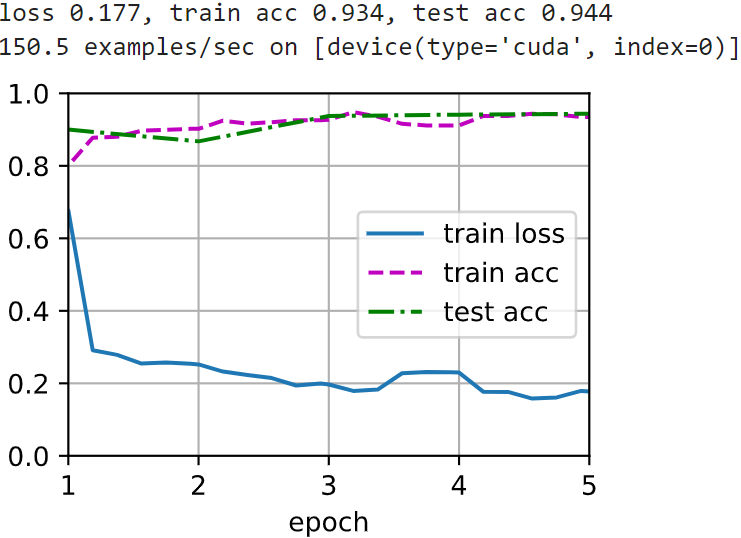 loss 0.177, train acc 0.934, test acc 0.944
150.5 examples/sec on [device(type='cuda', index=0)]
1.0
0.8
0.6
0.4
0.2
0.0
train loss
train acc
test acc
1 2 3 4 5
epoch